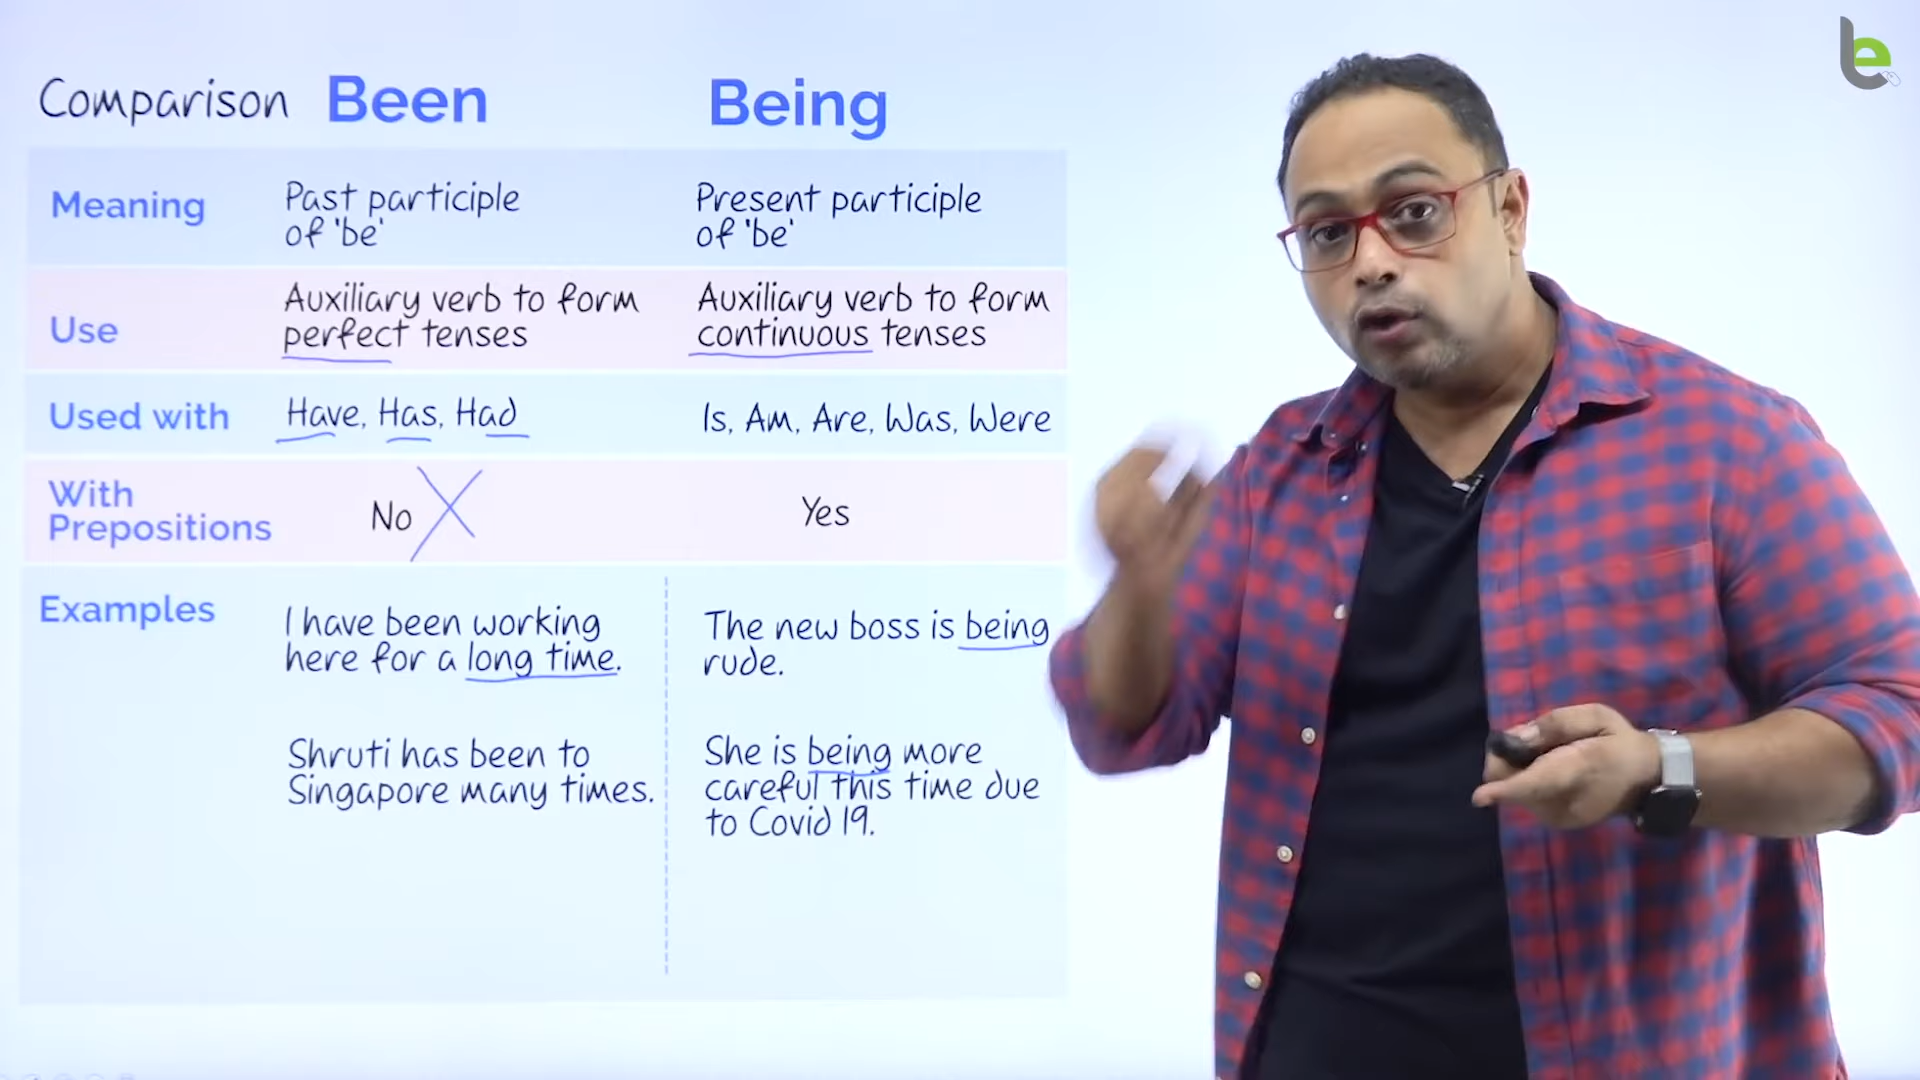 Comparison Been Being
Meaning
Past participle
of 'be'
Present participle
of 'be'
Use
Auxiliary verb to form
perfect tenses
Auxiliary verb to form
continuous tenses
Used with
Have, Has, Had
Is, Am, Are, Was, Were
With
Prepositions
No
Yes
Examples
I have been working
here for a long time.
The new boss is being
rude.
Shruti has been to
Singapore many times.
She is being more
careful this time due
to Covid 19.